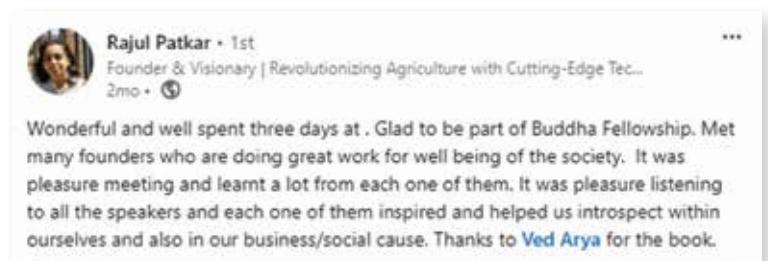 Rajul Patkar • 1st
Founder & Visionary | Revolutionizing Agriculture with Cutting-Edge Tec...
2mo •
Wonderful and well spent three days at . Glad to be part of Buddha Fellowship. Met
many founders who are doing great work for well being of the society.  It was
pleasure meeting and learnt a lot from each one of them. It was pleasure listening
to all the speakers and each one of them inspired and helped us introspect within
ourselves and also in our business/social cause. Thanks to Ved Arya for the book.